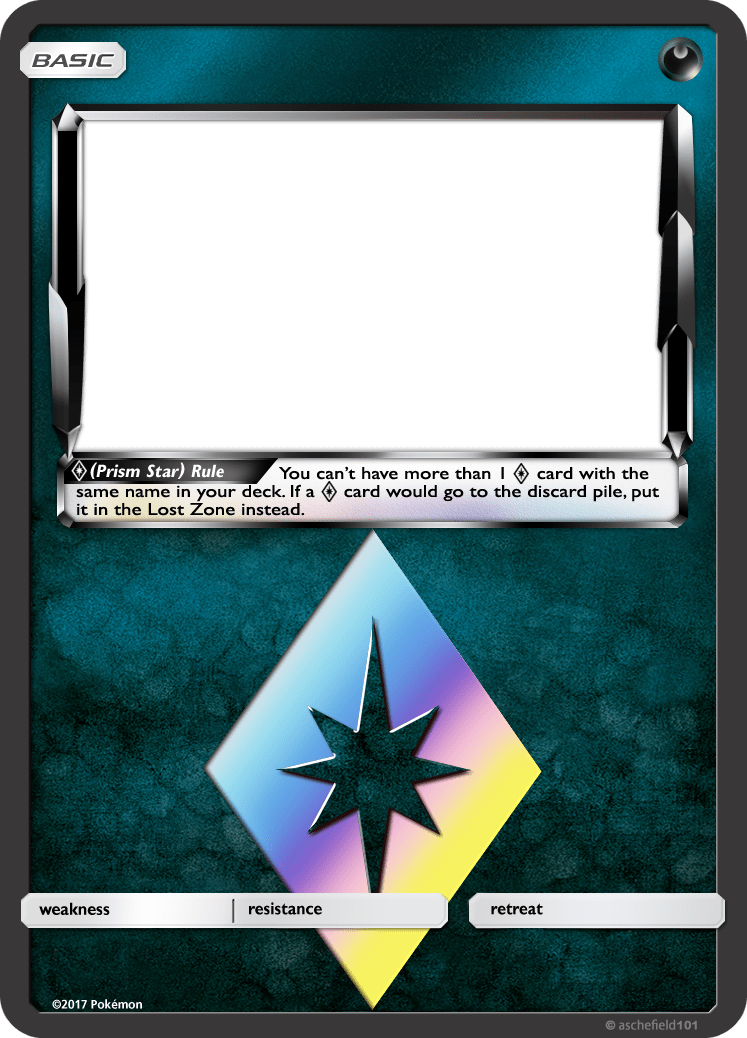 BASIC
(Prism Star) Rule You can't have more than 1 card with the
same name in your deck. If a card would go to the discard pile, put
it in the Lost Zone instead.
weakness resistance retreat
©2017 Pokémon
© aschefield101